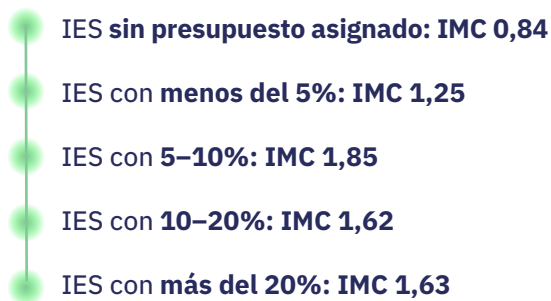 IES sin presupuesto asignado: IMC 0,84
IES con menos del 5%: IMC 1,25
IES con 5–10%: IMC 1,85
IES con 10–20%: IMC 1,62
IES con más del 20%: IMC 1,63